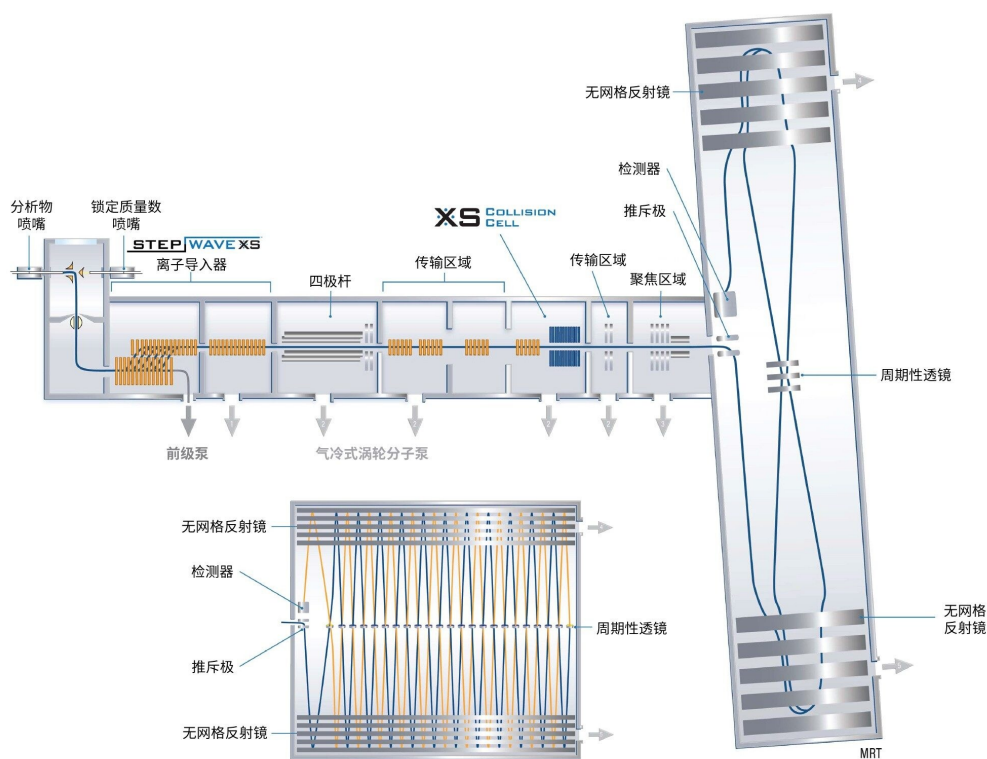 无网格反射镜
检测器
推斥极
分析物
喷嘴
锁定质量数
喷嘴
STEPWAVE XS
离子导入器
四极杆
传输区域
XS COLLISION
CELL
传输区域
聚焦区域
周期性透镜
前级泵
气冷式涡轮分子泵
无网格反射镜
检测器
推斥极
无网格反射镜
周期性透镜
无网格
反射镜
MRT